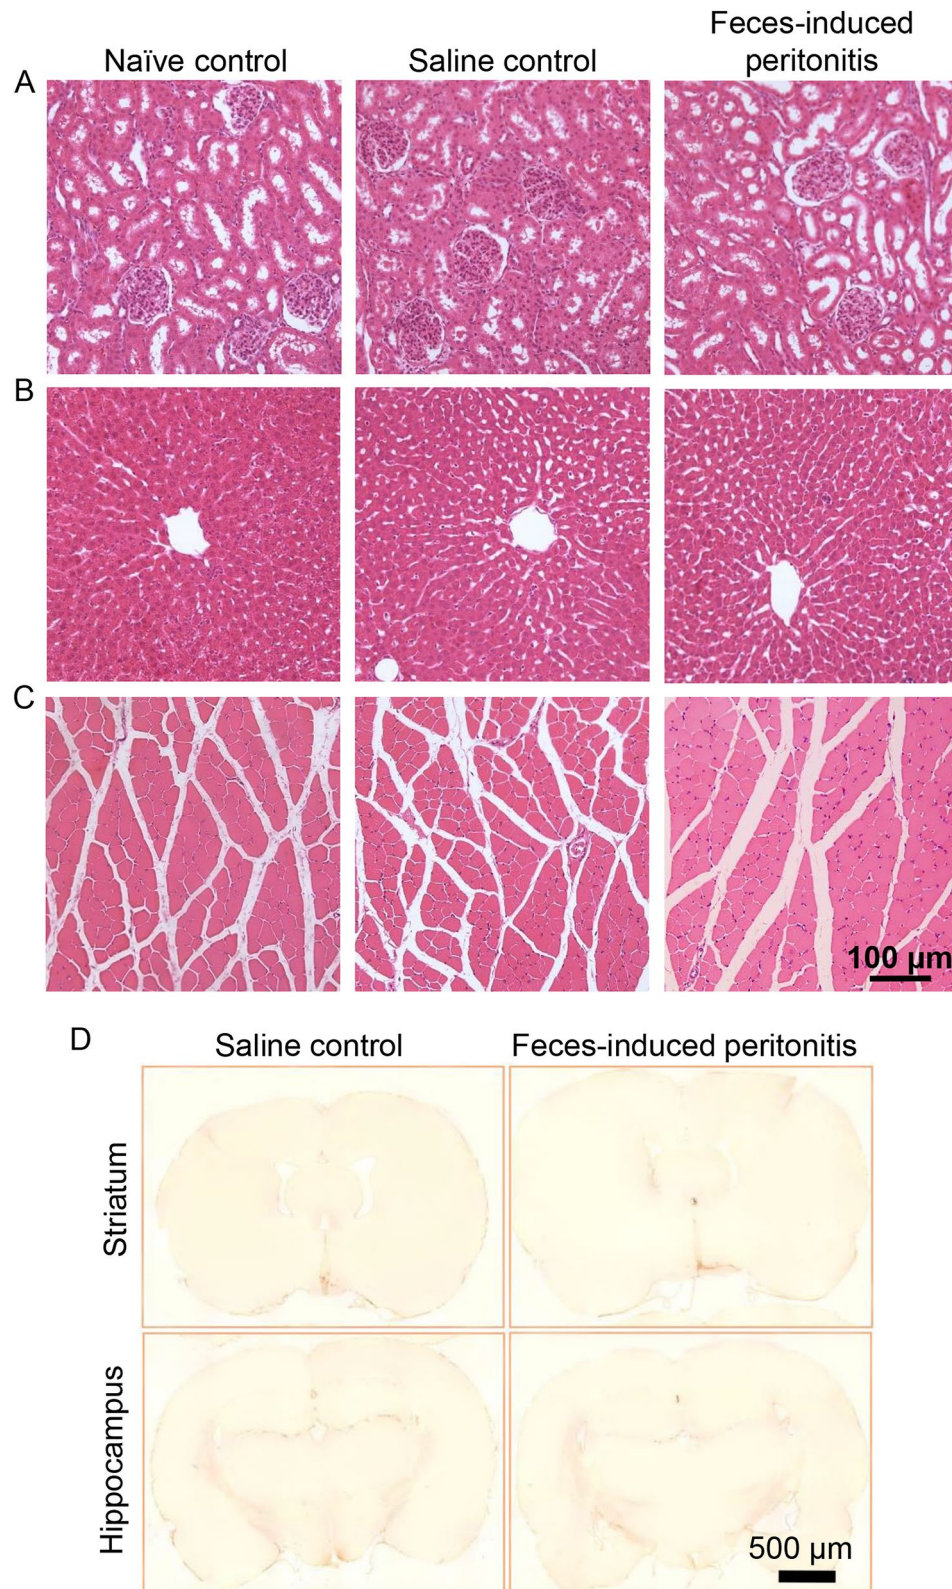 Naïve control
Saline control
Feces-induced
peritonitis
A
B
C
100 µm
D
Saline control
Feces-induced peritonitis
Striatum
Hippocampus
500 µm